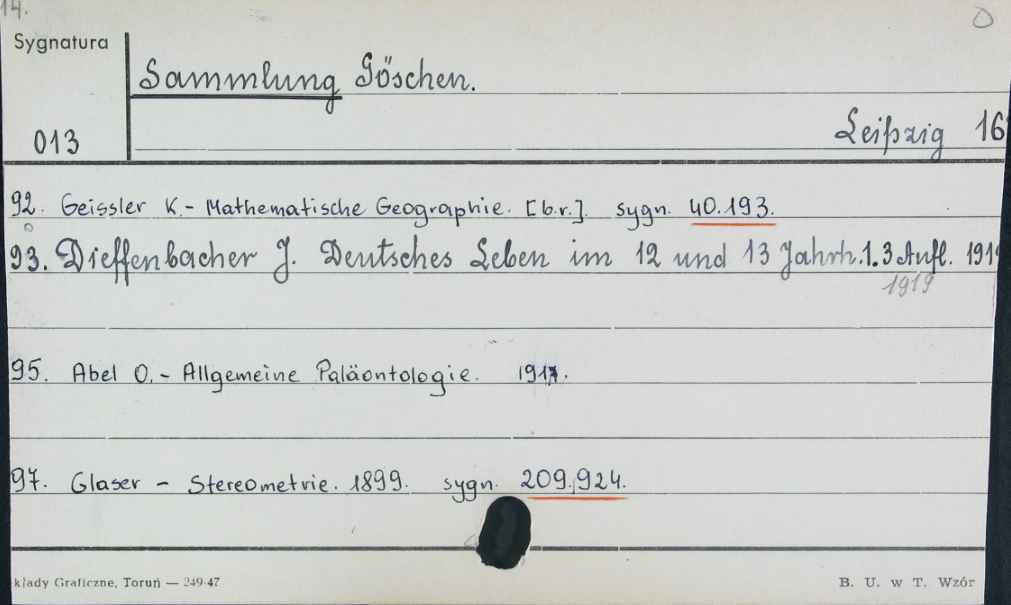 14.
Sygnatura
Sammlung Göschen.
013
Leipzig 16
92. Geissler K. - Mathematische Geographie. [b.r.]. sygn. 40.193.
93. Dieffenbacher J. Deutsches Leben im 12 und 13 Jahrh. 1. 3 Aufl. 1919
1919
95. Abel O. - Allgemeine Paläontologie. 1917.
97. Glaser - Stereometrie. 1899. sygn. 209.924.
kłady Graficzne, Toruń — 249-47
B. U. w T. Wzór